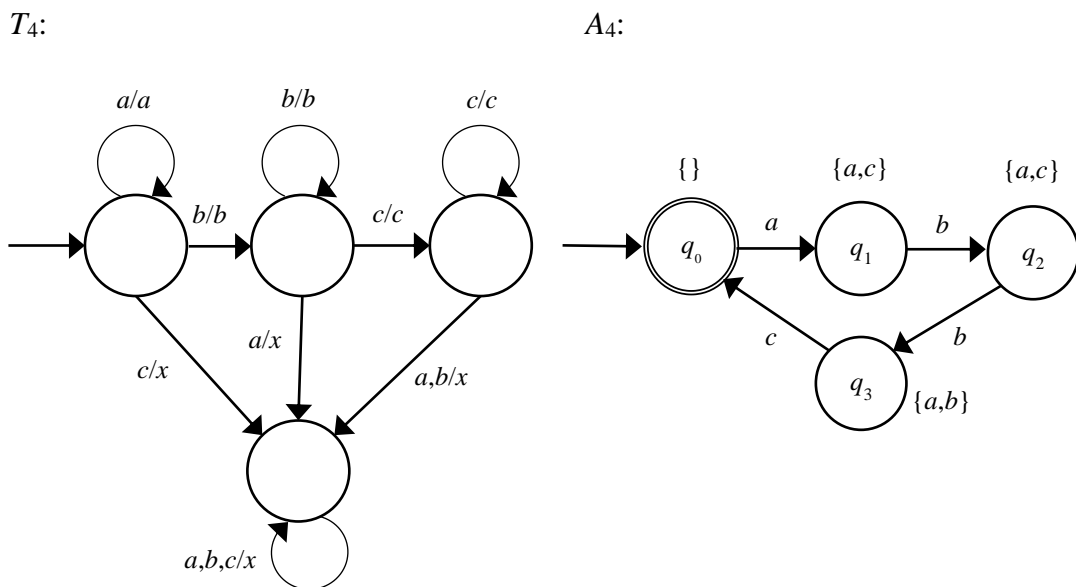 T₄:
A₄:
a/a
b/b
c/c
{}
{a,c}
{a,c}
b/b
c/c
a
b
q₀
q₁
q₂
c/x
a/x
a,b/x
c
b
q₃
{a,b}
a,b,c/x